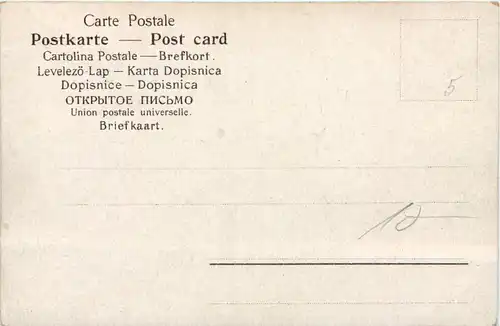 Carte Postale
Postkarte — Post card
Cartolina Postale — Brefkort.
Levelezö-Lap — Karta Dopisnica
Dopisnice — Dopisnica
ОТКРЫТОЕ ПИСЬМО
Union postale universelle.
Briefkaart.
5